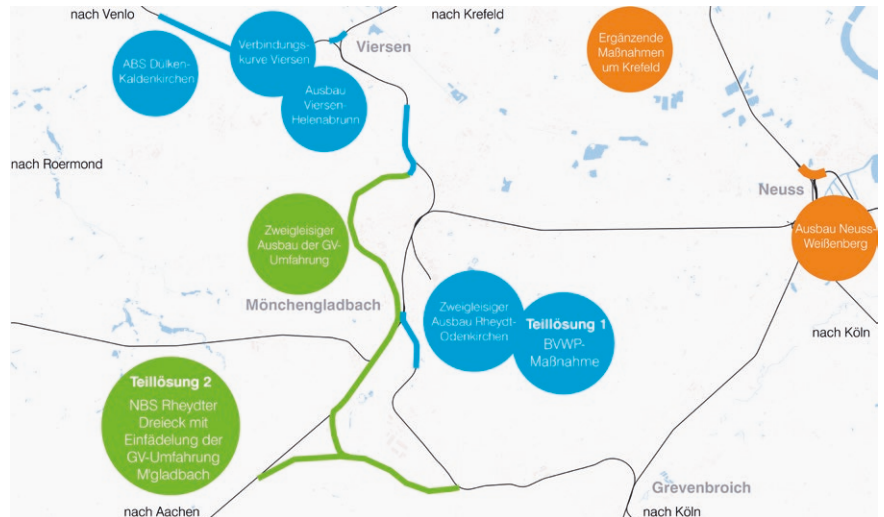 nach Venlo
nach Krefeld
ABS Dülken-
Kaldenkirchen
Verbindungs-
kurve Viersen
Viersen
Ausbau
Viersen-
Helenabrunn
Ergänzende
Maßnahmen
um Krefeld
nach Roermond
Neuss
Zweigleisiger
Ausbau der GV-
Umfahrung
Ausbau Neuss-
Weißenberg
Mönchengladbach
Zweigleisiger
Ausbau Rheydt-
Odenkirchen
Teillösung 1
BVWP-
Maßnahme
nach Köln
Teillösung 2
NBS Rheydter
Dreieck mit
Einfädelung der
GV-Umfahrung
M'gladbach
Grevenbroich
nach Aachen
nach Köln